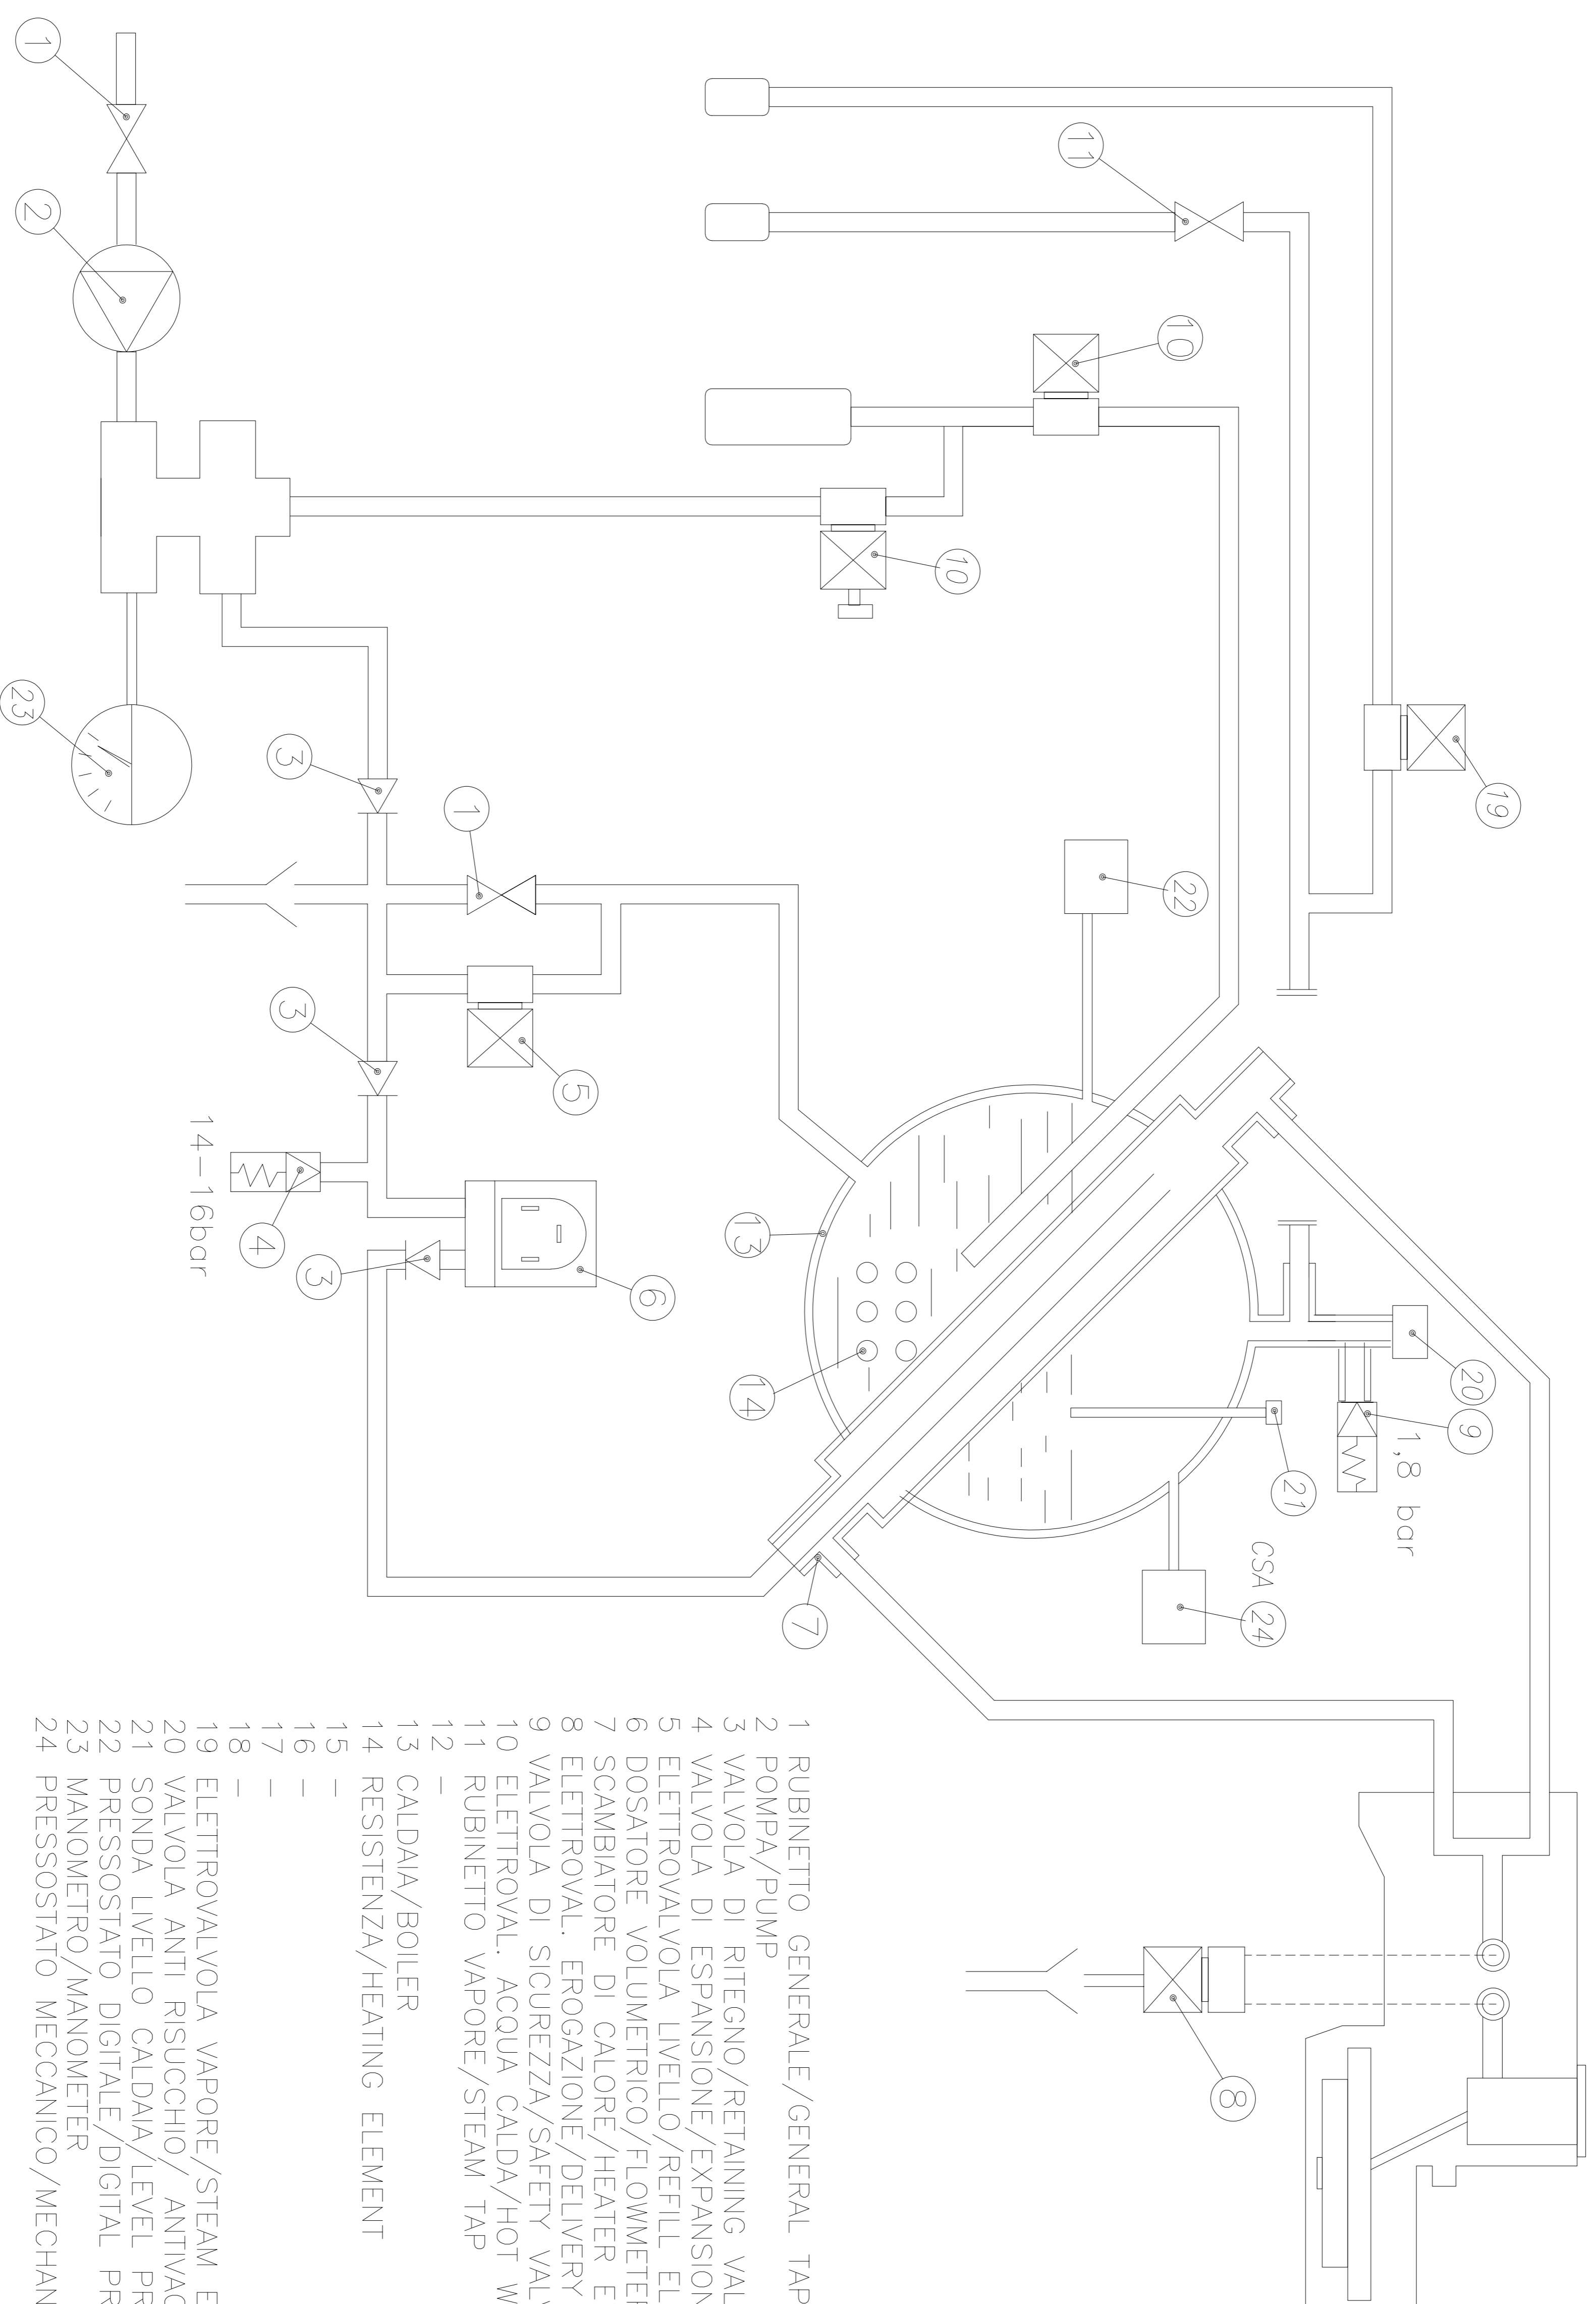 19
20
9
1,8 bar
21
CSA 24
11
10
22
8
10
13
14
7
6
5
1
3
3
3
4
14-16bar
1
2
23
1 RUBINETTO GENERALE/GENERAL TAP
2 POMPA/PUMP
3 VALVOLA DI RITEGNO/RETAINING VAL
4 VALVOLA DI ESPANSIONE/EXPANSION
5 ELETTROVALVOLA LIVELLO/REFILL EL
6 DOSATORE VOLUMETRICO/FLOWMETER
7 SCAMBIATORE DI CALORE/HEATER E
8 ELETTROVAL. EROGAZIONE/DELIVERY
9 VALVOLA DI SICUREZZA/SAFETY VAL
10 ELETTROVAL. ACQUA CALDA/HOT W
11 RUBINETTO VAPORE/STEAM TAP
12 -
13 CALDAIA/BOILER
14 RESISTENZA/HEATING ELEMENT
15 -
16 -
17 -
18 -
19 ELETTROVALVOLA VAPORE/STEAM E
20 VALVOLA ANTI RISUCCHIO/ ANTIVAC
21 SONDA LIVELLO CALDAIA/LEVEL PR
22 PRESSOSTATO DIGITALE/DIGITAL PR
23 MANOMETRO/MANOMETER
24 PRESSOSTATO MECCANICO/MECHAN